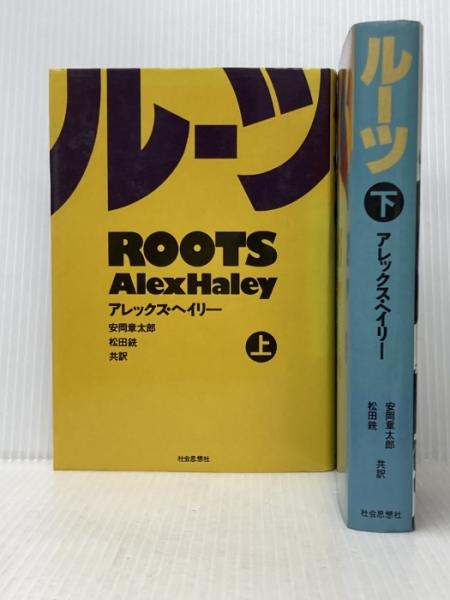 ルーツ
ROOTS
Alex Haley
アレックス・ヘイリー
安岡章太郎
松田銑
共訳
上
社会思想社
ルーツ
下
アレックス・ヘイリー
安岡章太郎
松田銑
共訳
社会思想社